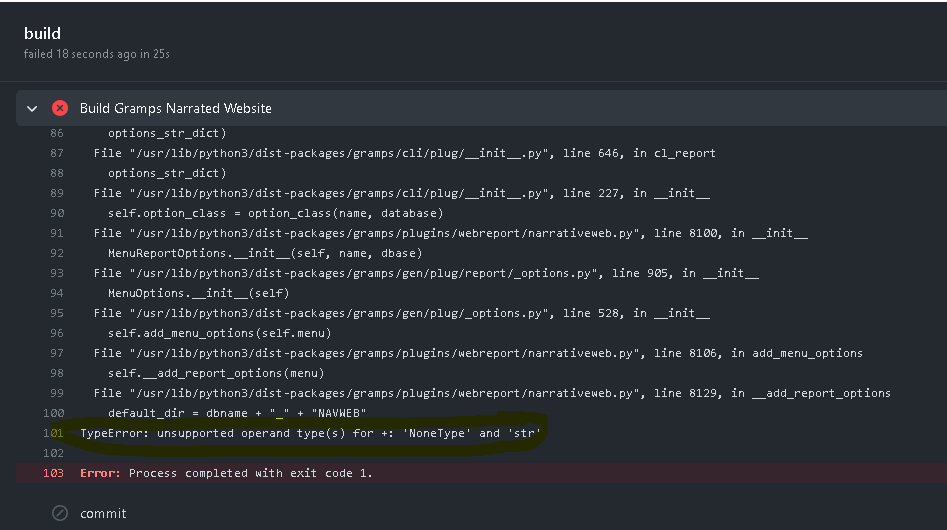 build
failed 18 seconds ago in 25s
Build Gramps Narrated Website
86 options_str_dict)
87 File "/usr/lib/python3/dist-packages/gramps/cli/plug/__init__.py", line 646, in cl_report
88 options_str_dict)
89 File "/usr/lib/python3/dist-packages/gramps/cli/plug/__init__.py", line 227, in __init__
90 self.option_class = option_class(name, database)
91 File "/usr/lib/python3/dist-packages/gramps/plugins/webreport/narrativeweb.py", line 8100, in __init__
92 MenuReportOptions.__init__(self, name, dbase)
93 File "/usr/lib/python3/dist-packages/gramps/gen/plug/report/_options.py", line 905, in __init__
94 MenuOptions.__init__(self)
95 File "/usr/lib/python3/dist-packages/gramps/gen/plug/_options.py", line 528, in __init__
96 self.add_menu_options(self.menu)
97 File "/usr/lib/python3/dist-packages/gramps/plugins/webreport/narrativeweb.py", line 8106, in add_menu_options
98 self.__add_report_options(menu)
99 File "/usr/lib/python3/dist-packages/gramps/plugins/webreport/narrativeweb.py", line 8129, in __add_report_options
100 default_dir = dbname + "_" + "NAVWEB"
101 TypeError: unsupported operand type(s) for +: 'NoneType' and 'str'
102
103 Error: Process completed with exit code 1.
commit